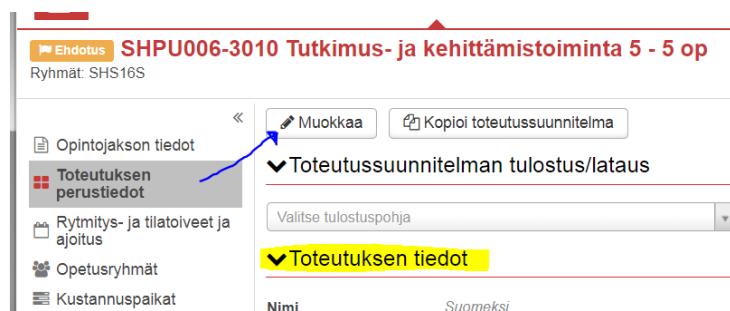 Ehdotus SHPU006-3010 Tutkimus- ja kehittämistoiminta 5 - 5 op
Ryhmät: SHS16S
«
Opintojakson tiedot
Toteutuksen
perustiedot
Rytmitys- ja tilatoiveet ja
ajoitus
Opetusryhmät
Kustannuspaikat
Muokkaa
Kopioi toteutussuunnitelma
Toteutussuunnitelman tulostus/lataus
Valitse tulostuspohja
Toteutuksen tiedot
Nimi Suomeksi